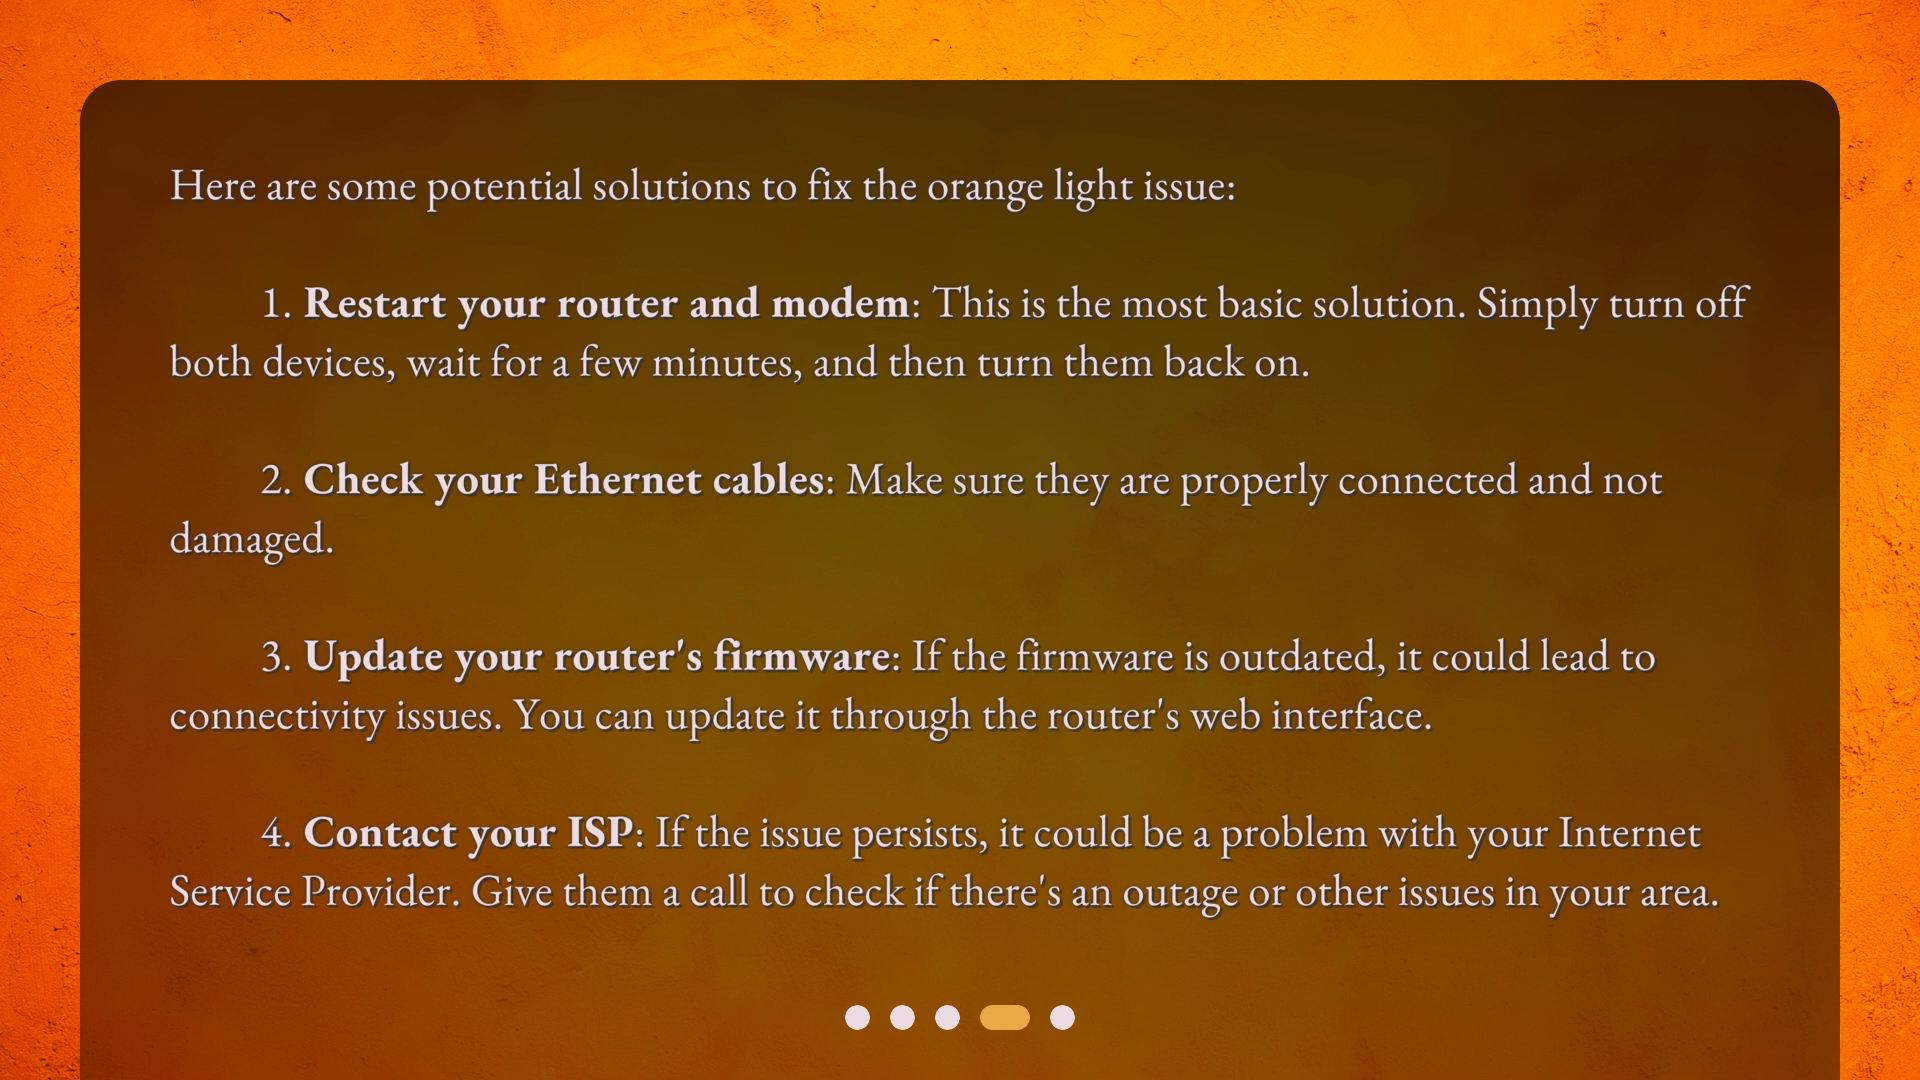 Here are some potential solutions to fix the orange light issue:
1. Restart your router and modem: This is the most basic solution. Simply turn off
both devices, wait for a few minutes, and then turn them back on.
2. Check your Ethernet cables: Make sure they are properly connected and not
damaged.
3. Update your router's firmware: If the firmware is outdated, it could lead to
connectivity issues. You can update it through the router's web interface.
4. Contact your ISP: If the issue persists, it could be a problem with your Internet
Service Provider. Give them a call to check if there's an outage or other issues in your area.